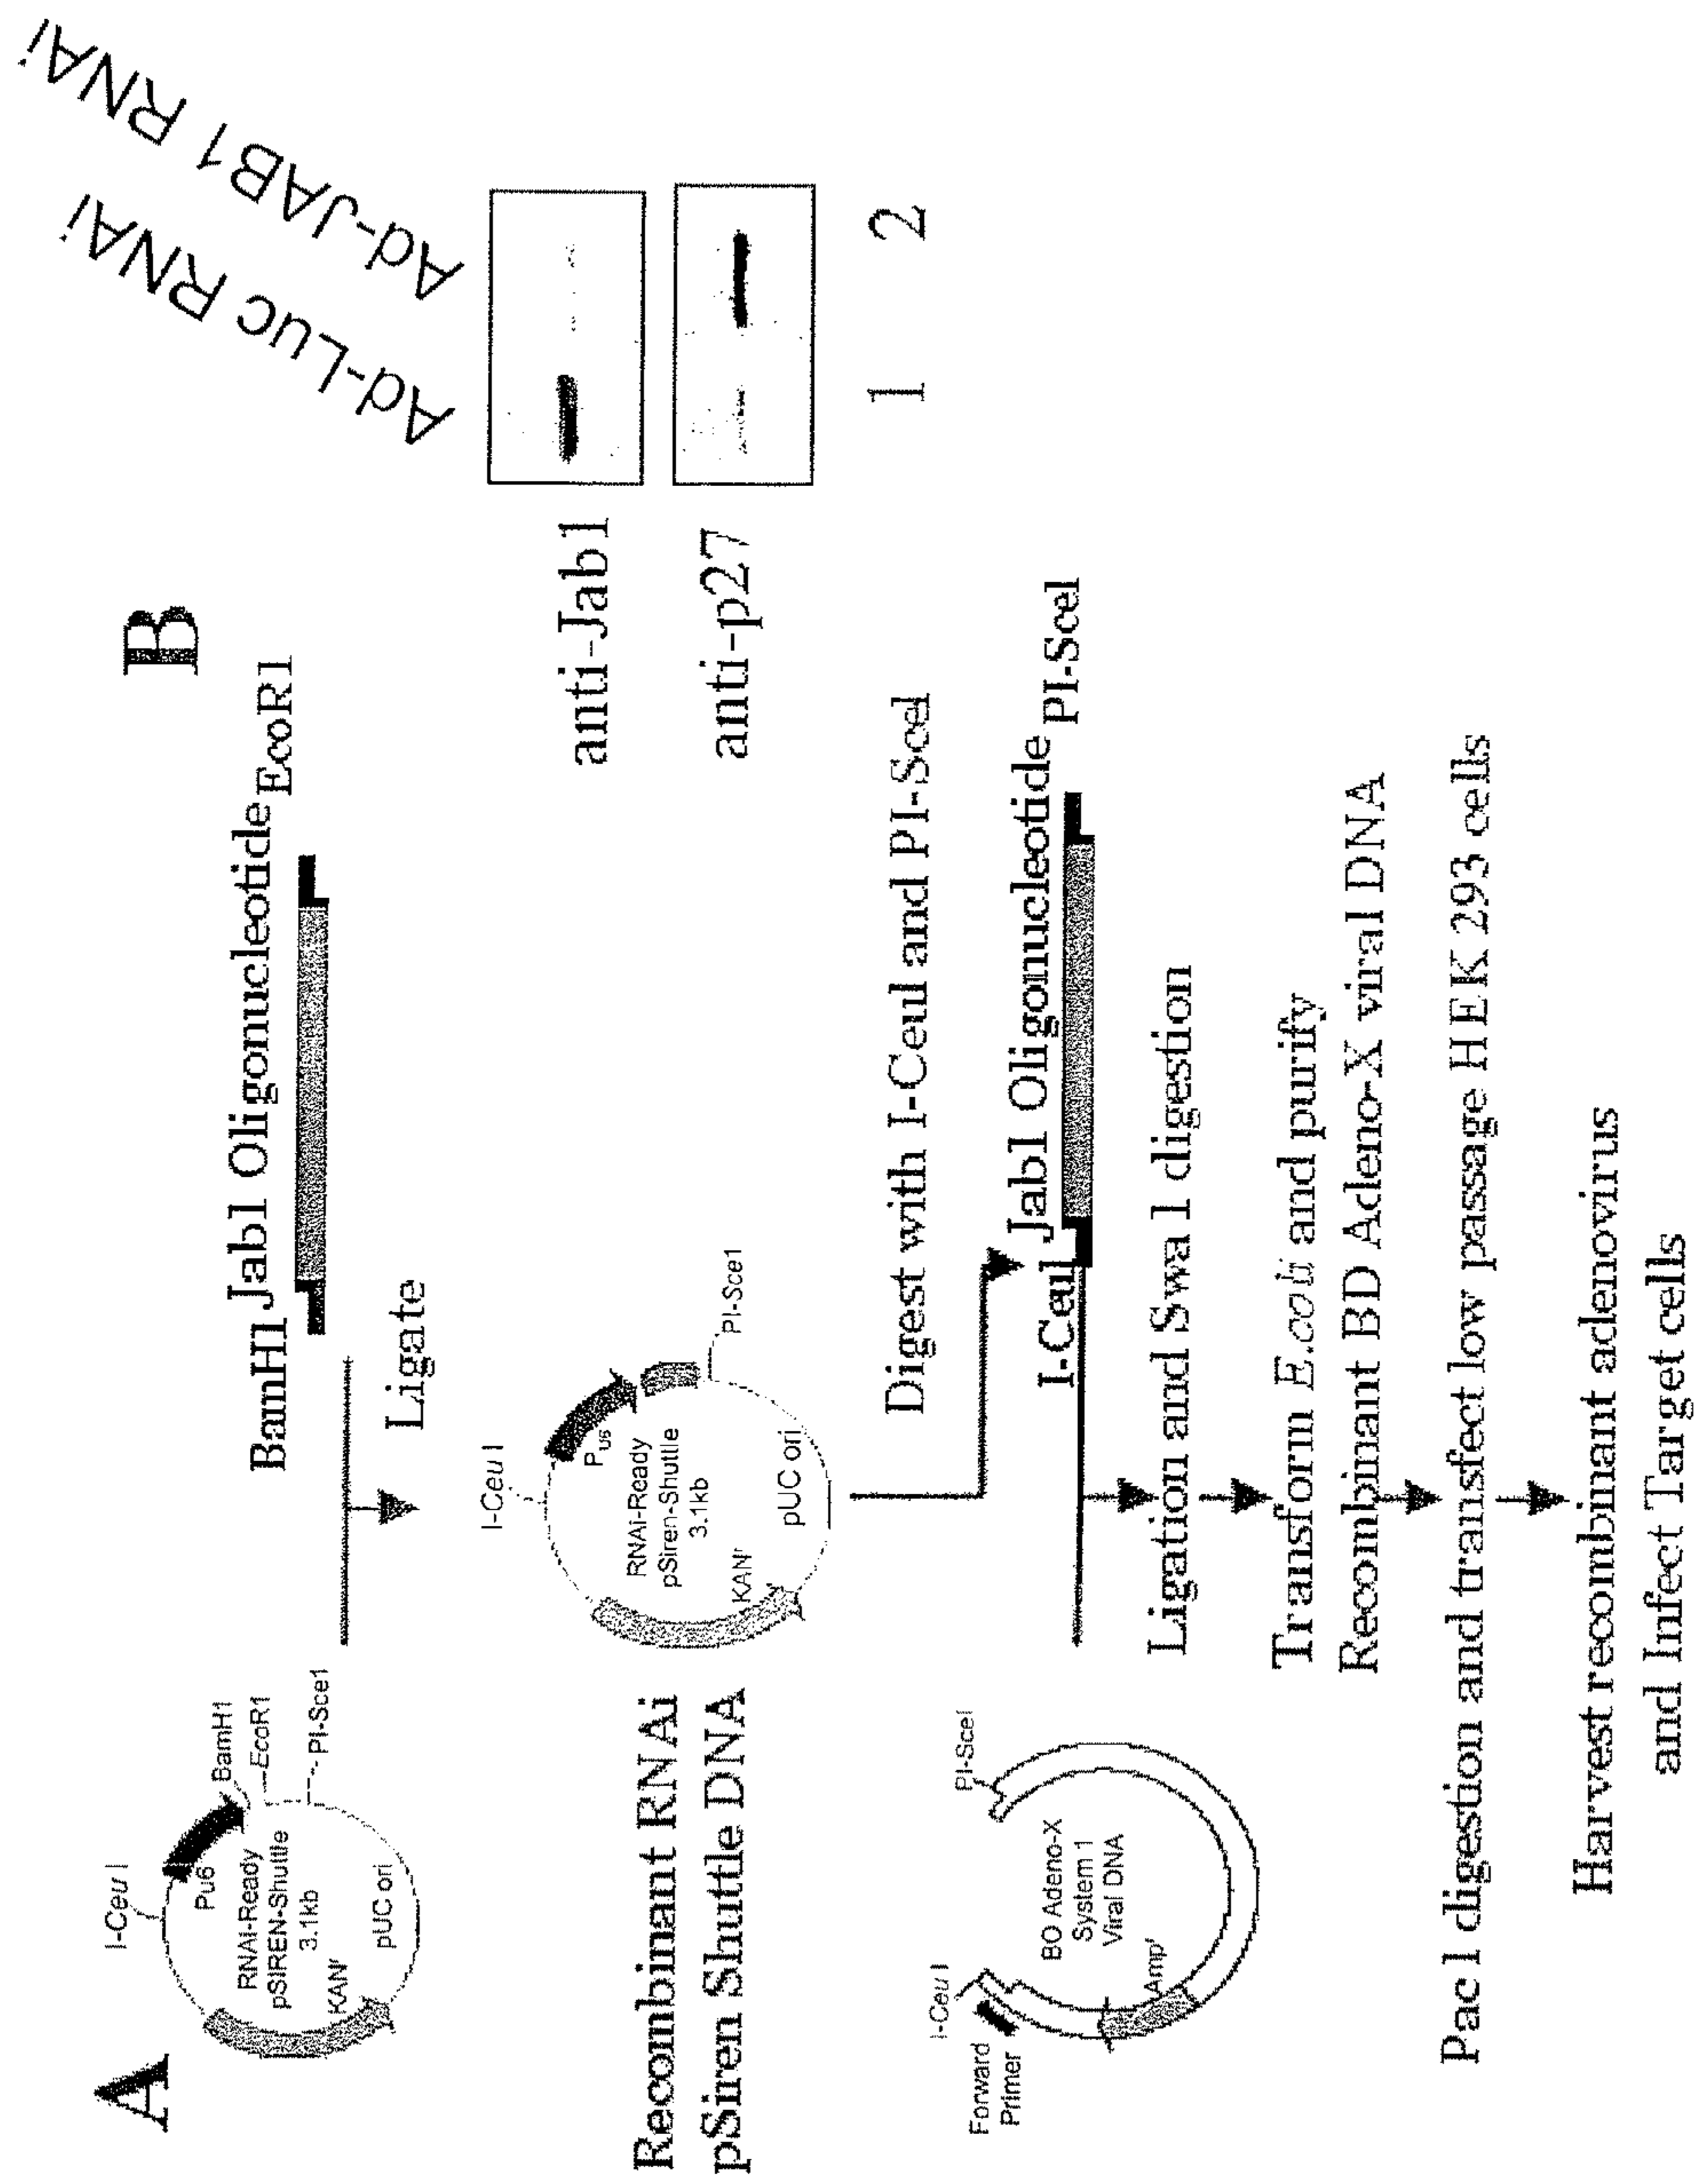 A
I-Ceu I
Pu6
BamH1
EcoR1
PI-Sce1
RNAI-Ready
pSIREN-Shuttle
3.1kb
KANr
pUC ori
BamH1 Jab1 Oligonucleotide EcoR1
Ligate
Recombinant RNAi
pSiren Shuttle DNA
I-Ceu I
PU6
RNAi-Ready
pSiren-Shuttle
3.1kb
KANr
pUC ori
PI-Sce1
Digest with I-CeuI and PI-SceI
Forward
Primer
I-Ceu I
PI-SceI
BO Adeno-X
System 1
Viral DNA
Ampr
I-CeuI Jab1 Oligonucleotide PI-SceI
Ligation and Swa 1 digestion
Transform E.coli and purify
Recombinant BD Adeno-X viral DNA
Pac 1 digestion and transfect low passage HEK 293 cells
Harvest recombinant adenovirus
and Infect Target cells
B
Ad-Luc RNAi
Ad-JAB1 RNAi
anti-Jab1
anti-p27
1 2